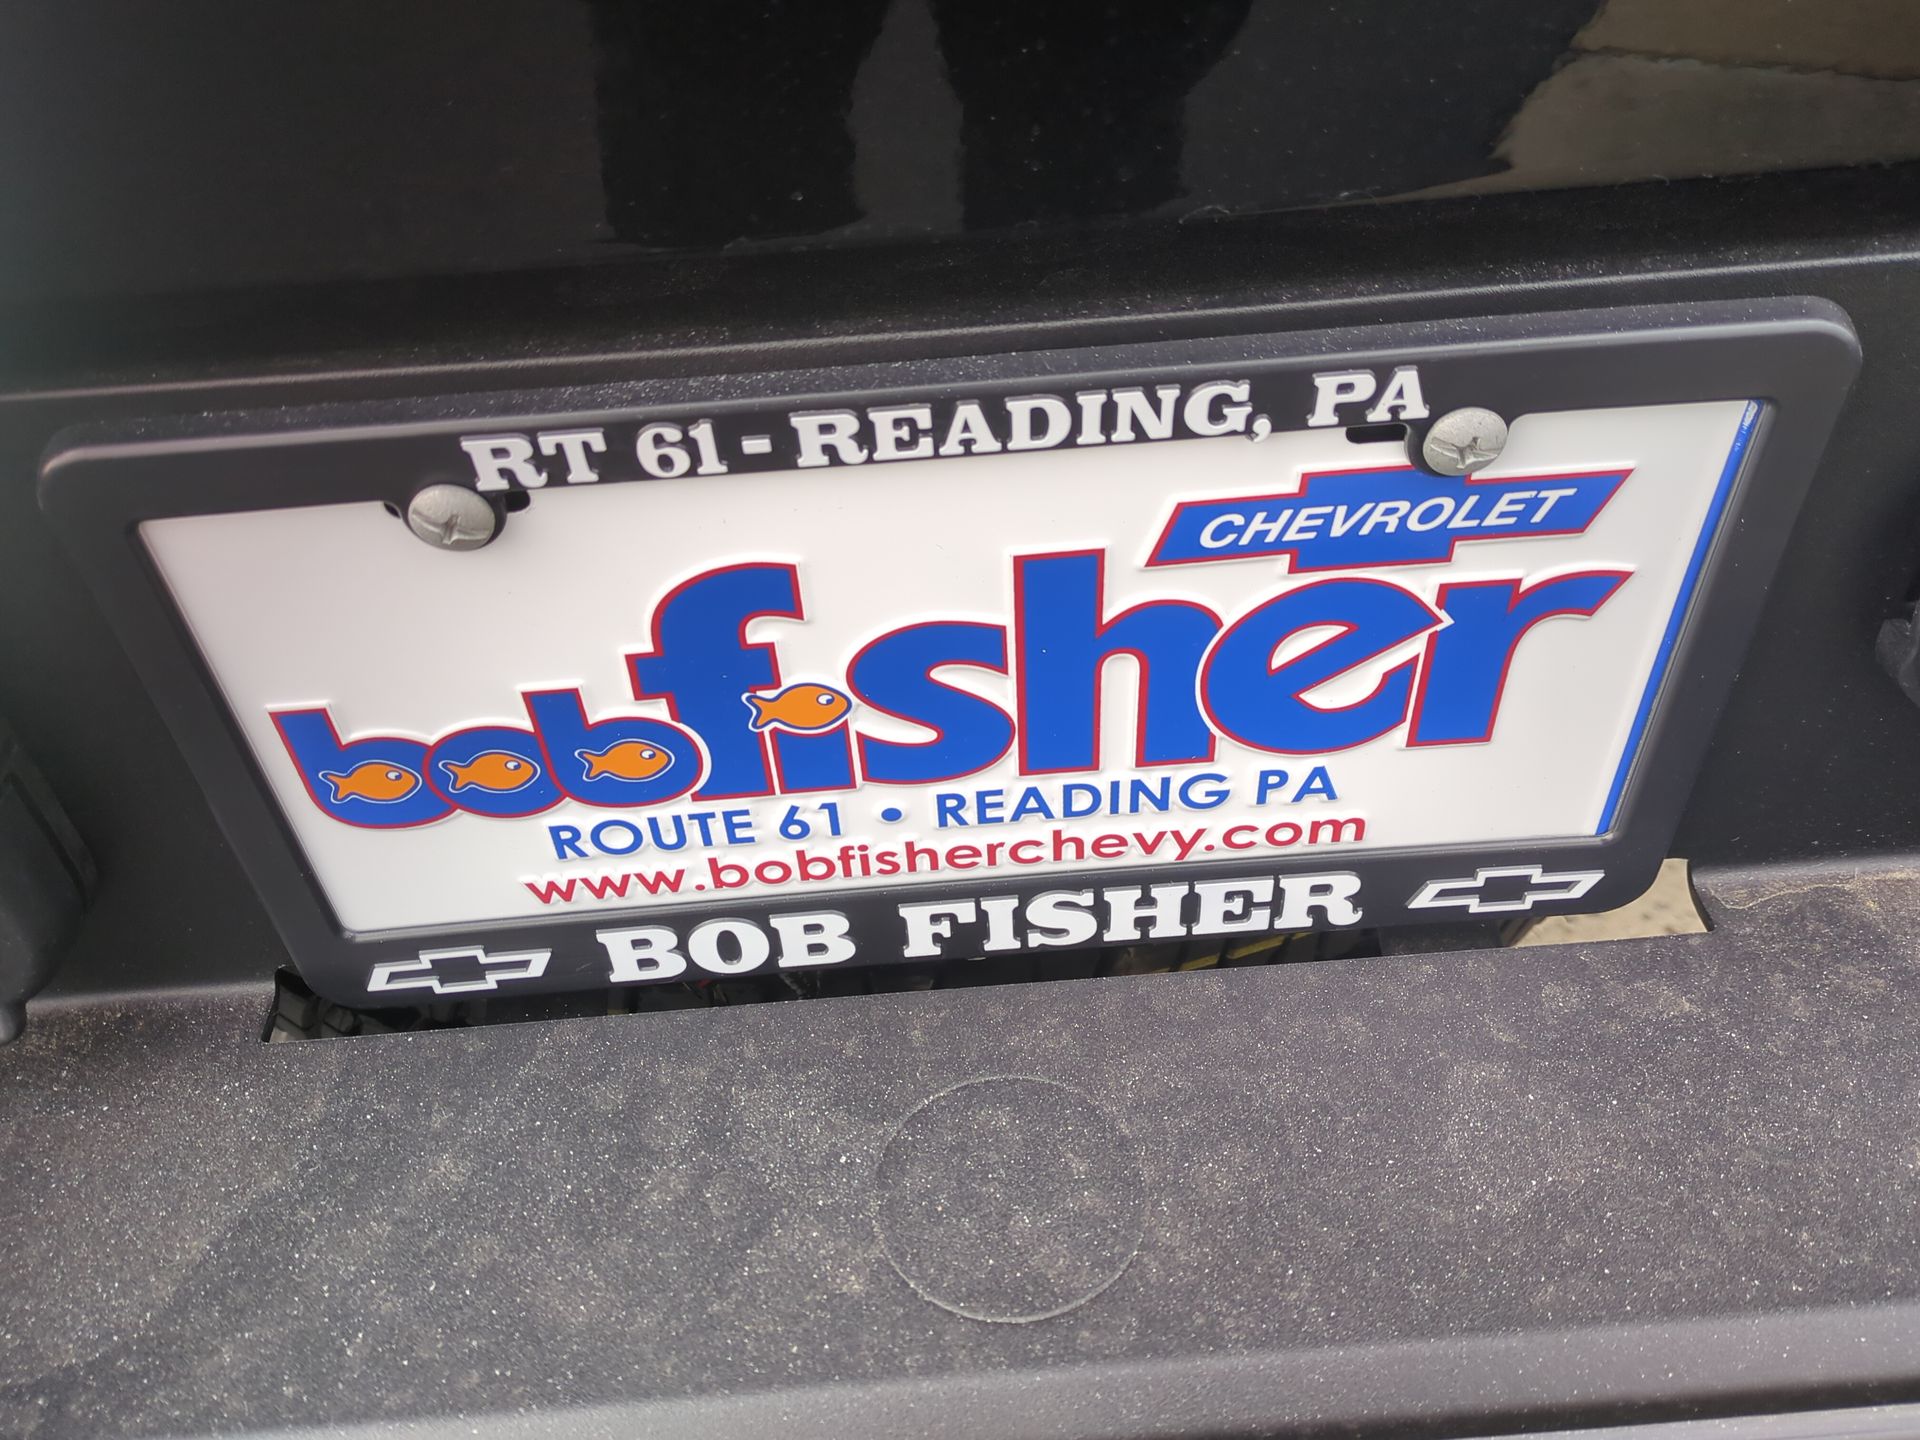 RT 61 - READING, PA
CHEVROLET
bobfisher
ROUTE 61 • READING PA
www.bobfisherchevy.com
BOB FISHER